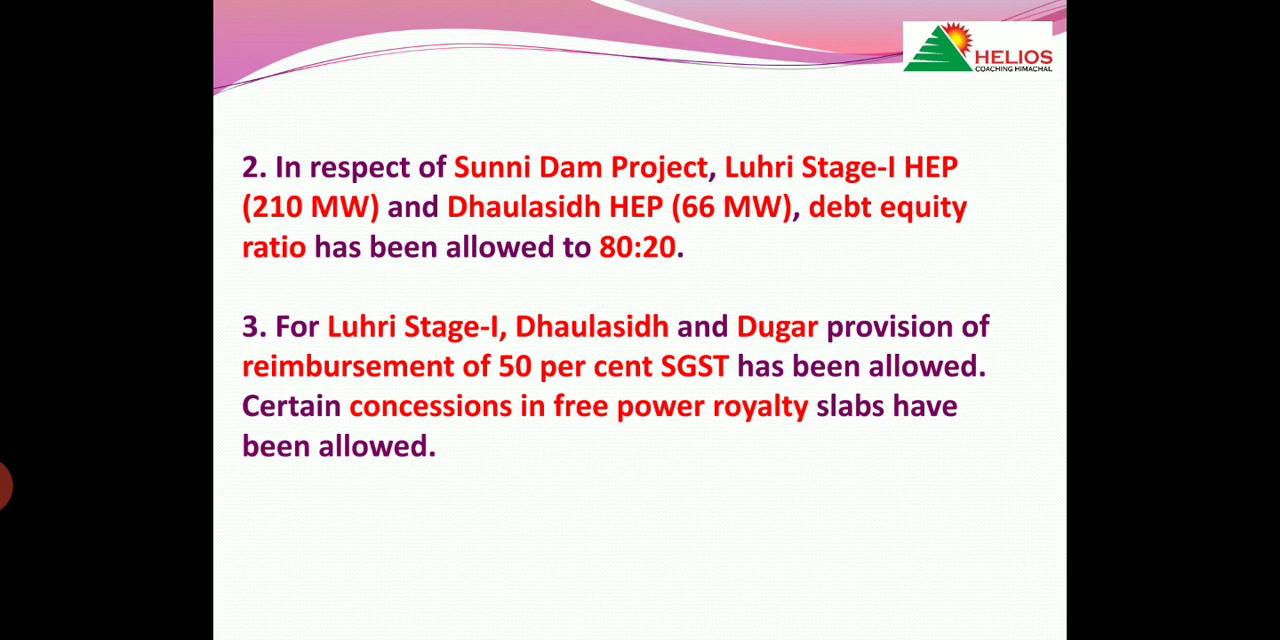 HELIOS
COACHING HIMACHAL
2. In respect of Sunni Dam Project, Luhri Stage-I HEP
(210 MW) and Dhaulasidh HEP (66 MW), debt equity
ratio has been allowed to 80:20.
3. For Luhri Stage-I, Dhaulasidh and Dugar provision of
reimbursement of 50 per cent SGST has been allowed.
Certain concessions in free power royalty slabs have
been allowed.